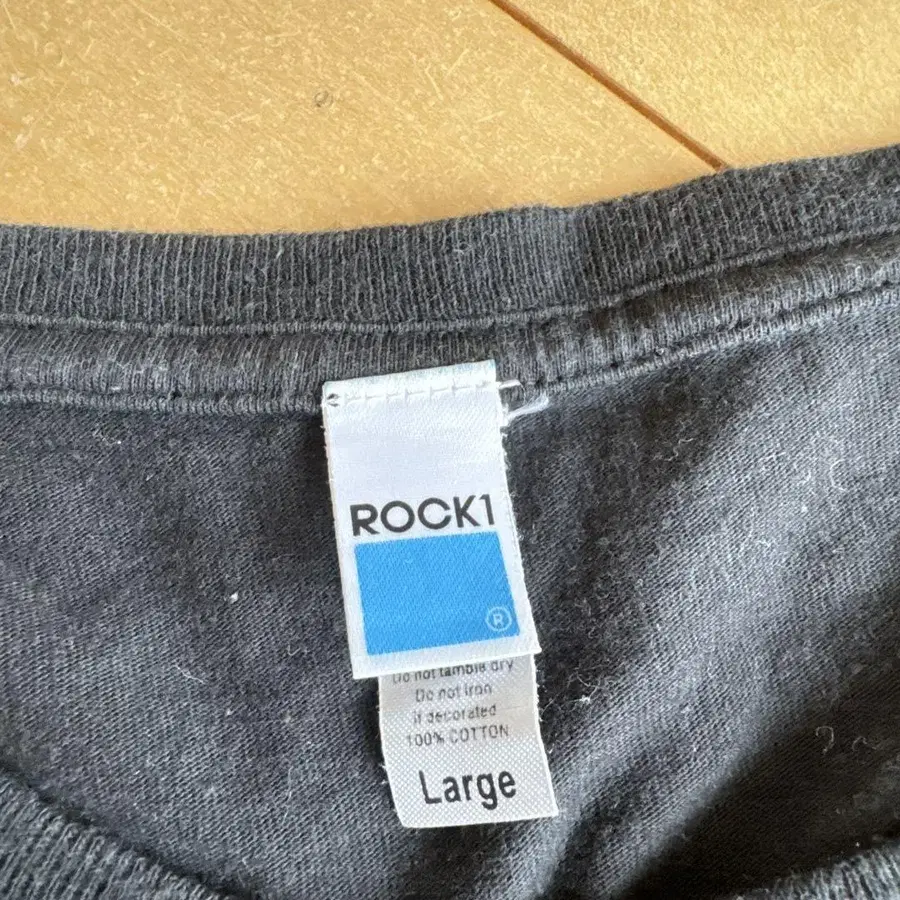 ROCK1
®
Do not tumble dry
Do not iron
if decorated
100% COTTON
Large